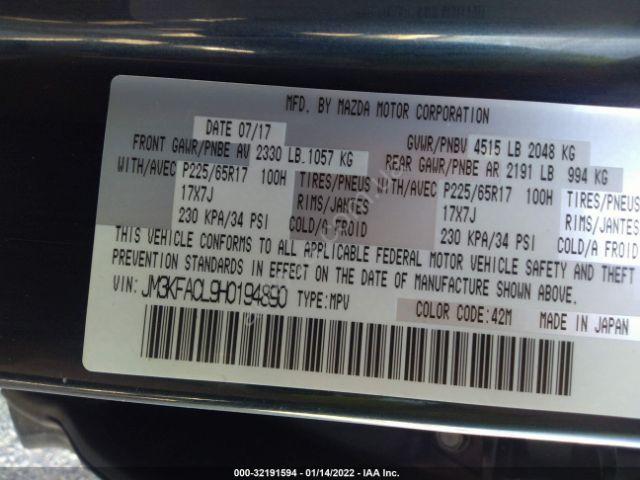 MFD. BY MAZDA MOTOR CORPORATION
DATE 07/17 GVWR/PNBV 4515 LB 2048 KG
FRONT GAWR/PNBE AV 2330 LB 1057 KG REAR GAWR/PNBE AR 2191 LB 994 KG
WITH/AVEC P225/65R17 100H TIRES/PNEUS WITH/AVEC P225/65R17 100H TIRES/PNEUS
17X7J RIMS/JANTES 17X7J RIMS/JANTES
230 KPA/34 PSI COLD/A FROID 230 KPA/34 PSI COLD/A FROID
THIS VEHICLE CONFORMS TO ALL APPLICABLE FEDERAL MOTOR VEHICLE SAFETY AND THEFT
PREVENTION STANDARDS IN EFFECT ON THE DATE OF MANUFACTURE SHOWN ABOVE.
VIN: JM3KFACL9H0194890 TYPE:MPV
COLOR CODE:42M MADE IN JAPAN
000-32191594 - 01/14/2022 - IAA Inc.